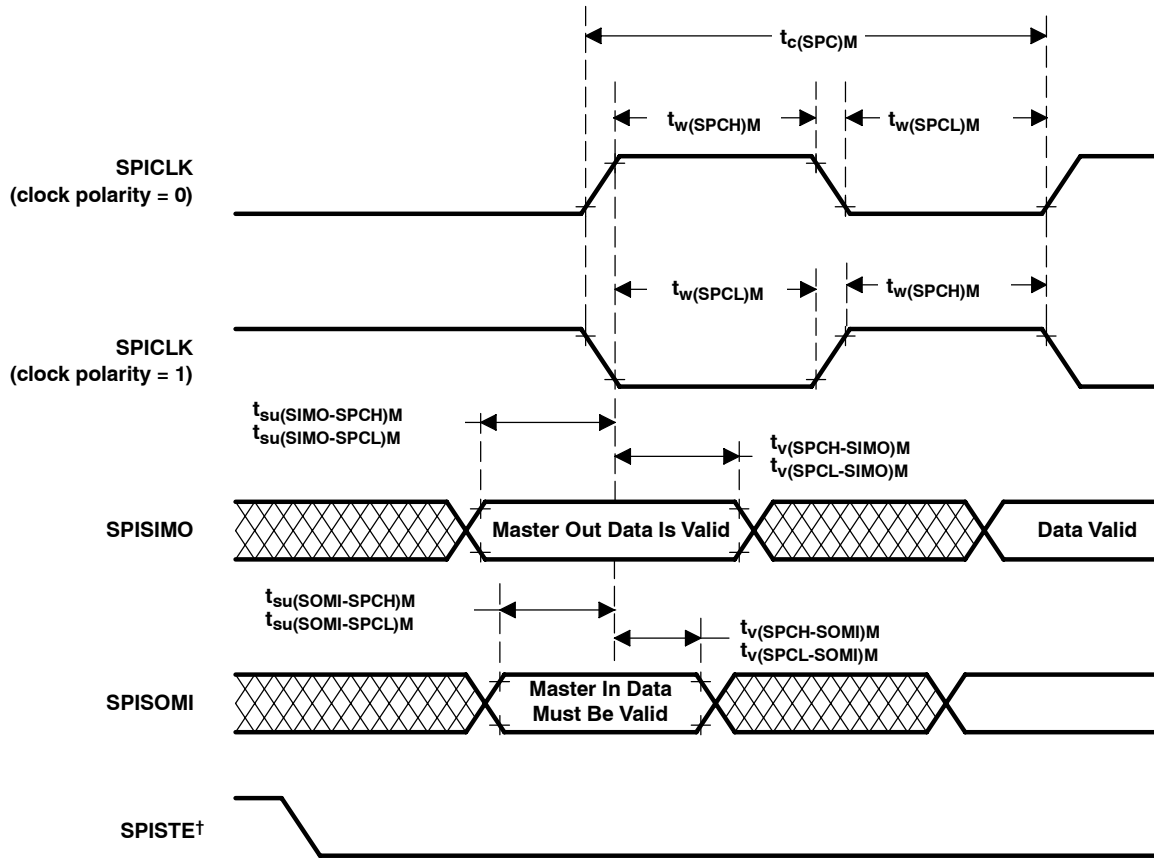 tc(SPC)M
tw(SPCH)M
tw(SPCL)M
SPICLK
(clock polarity = 0)
tw(SPCL)M
tw(SPCH)M
SPICLK
(clock polarity = 1)
tsu(SIMO-SPCH)M
tsu(SIMO-SPCL)M
tv(SPCH-SIMO)M
tv(SPCL-SIMO)M
SPISIMO
Master Out Data Is Valid
Data Valid
tsu(SOMI-SPCH)M
tsu(SOMI-SPCL)M
tv(SPCH-SOMI)M
tv(SPCL-SOMI)M
SPISOMI
Master In Data
Must Be Valid
SPISTE†